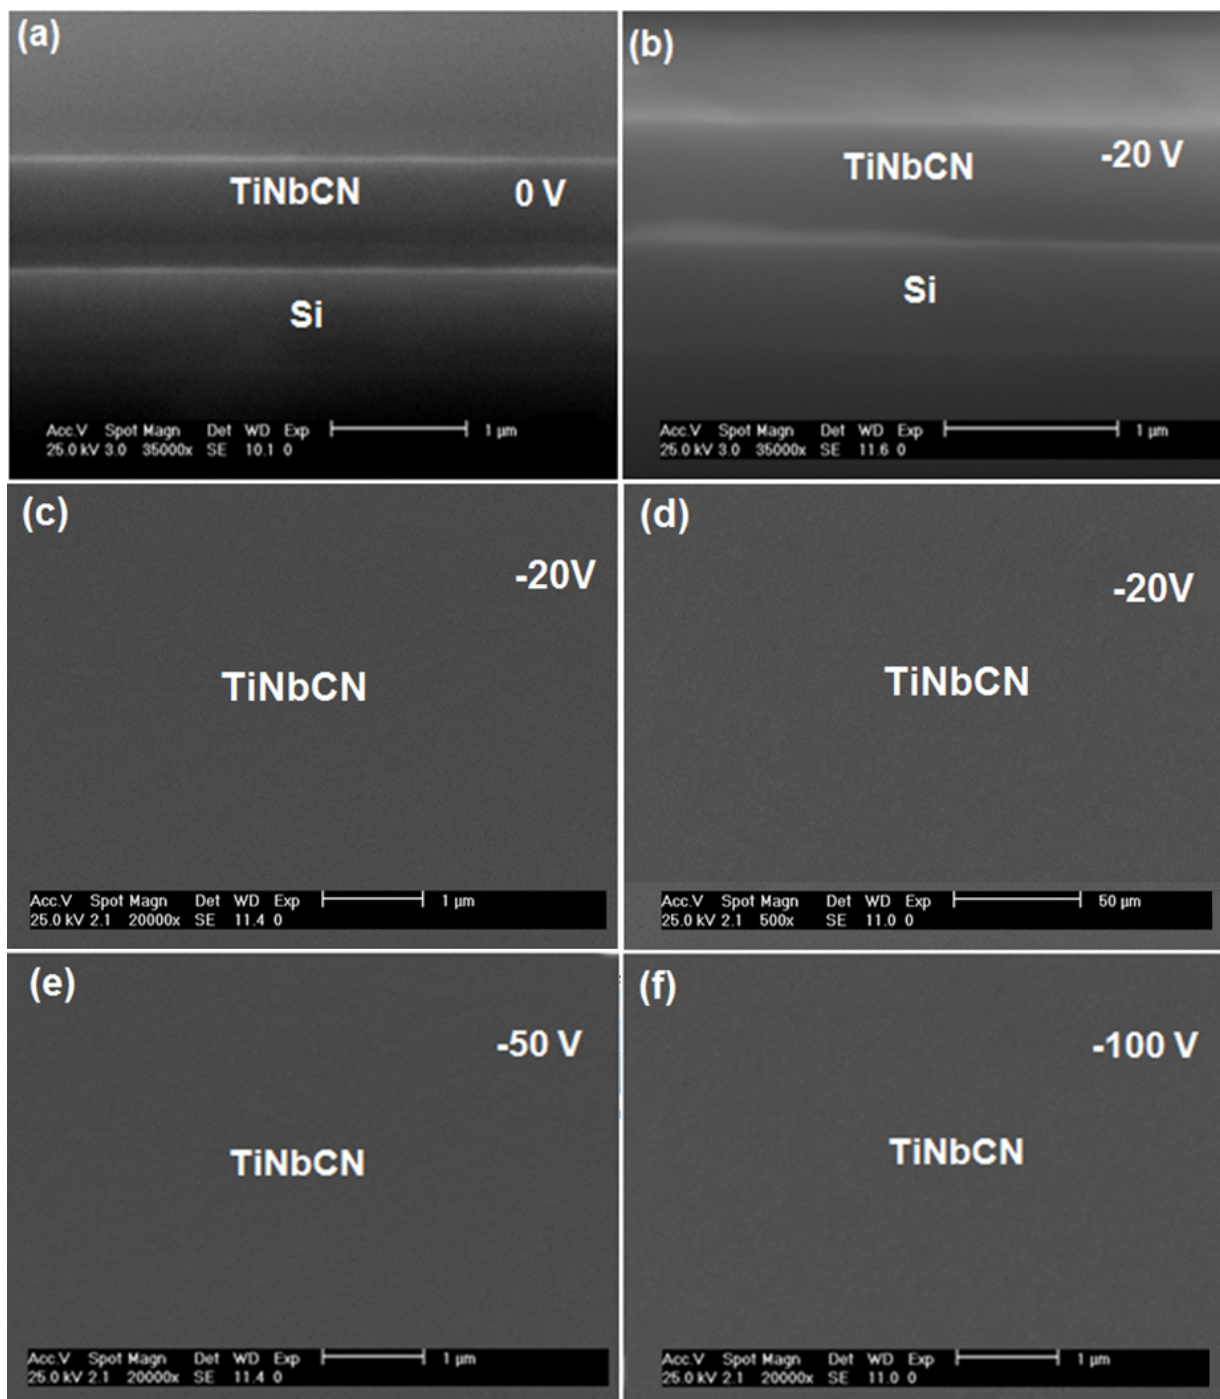 (a)
TiNbCN
0 V
Si
Acc.V Spot Magn Det WD Exp 1 µm
25.0 kV 3.0 35000x SE 10.1 0
(b)
TiNbCN
-20 V
Si
Acc.V Spot Magn Det WD Exp 1 µm
25.0 kV 3.0 35000x SE 11.6 0
(c)
-20V
TiNbCN
Acc.V Spot Magn Det WD Exp 1 µm
25.0 kV 2.1 20000x SE 11.4 0
(d)
-20V
TiNbCN
Acc.V Spot Magn Det WD Exp 50 µm
25.0 kV 2.1 500x SE 11.0 0
(e)
-50 V
TiNbCN
Acc.V Spot Magn Det WD Exp 1 µm
25.0 kV 2.1 20000x SE 11.4 0
(f)
-100 V
TiNbCN
Acc.V Spot Magn Det WD Exp 1 µm
25.0 kV 2.1 20000x SE 11.0 0